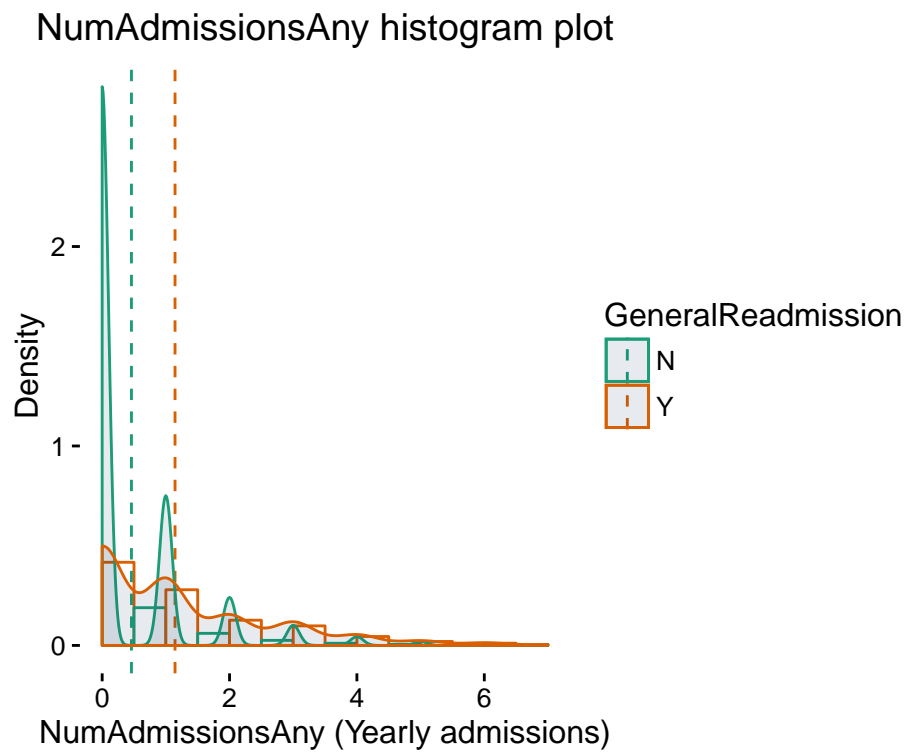 NumAdmissionsAny histogram plot
2
1
0
Density
0 2 4 6
NumAdmissionsAny (Yearly admissions)
GeneralReadmission
N
Y